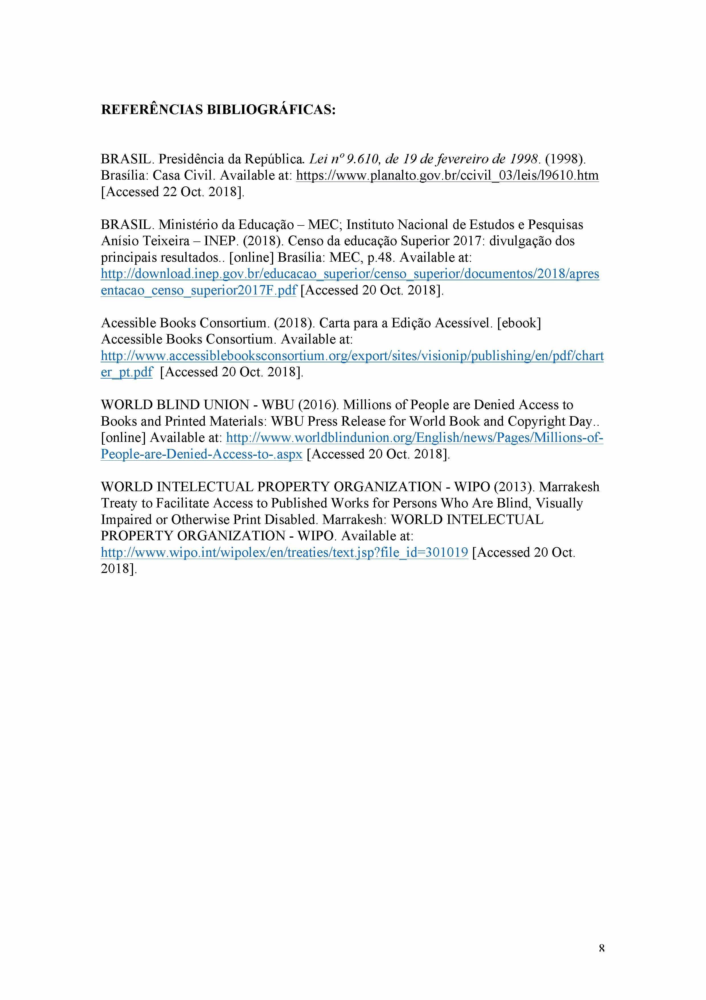 REFERÊNCIAS BIBLIOGRÁFICAS:
BRASIL. Presidência da República. Lei nº 9.610, de 19 de fevereiro de 1998. (1998).
Brasília: Casa Civil. Available at: https://www.planalto.gov.br/ccivil_03/leis/l9610.htm
[Accessed 22 Oct. 2018].
BRASIL. Ministério da Educação – MEC; Instituto Nacional de Estudos e Pesquisas
Anísio Teixeira – INEP. (2018). Censo da educação Superior 2017: divulgação dos
principais resultados.. [online] Brasília: MEC, p.48. Available at:
http://download.inep.gov.br/educacao_superior/censo_superior/documentos/2018/apres
entacao_censo_superior2017F.pdf [Accessed 20 Oct. 2018].
Acessible Books Consortium. (2018). Carta para a Edição Acessível. [ebook]
Accessible Books Consortium. Available at:
http://www.accessiblebooksconsortium.org/export/sites/visionip/publishing/en/pdf/chart
er_pt.pdf [Accessed 20 Oct. 2018].
WORLD BLIND UNION - WBU (2016). Millions of People are Denied Access to
Books and Printed Materials: WBU Press Release for World Book and Copyright Day..
[online] Available at: http://www.worldblindunion.org/English/news/Pages/Millions-of-
People-are-Denied-Access-to-.aspx [Accessed 20 Oct. 2018].
WORLD INTELECTUAL PROPERTY ORGANIZATION - WIPO (2013). Marrakesh
Treaty to Facilitate Access to Published Works for Persons Who Are Blind, Visually
Impaired or Otherwise Print Disabled. Marrakesh: WORLD INTELECTUAL
PROPERTY ORGANIZATION - WIPO. Available at:
http://www.wipo.int/wipolex/en/treaties/text.jsp?file_id=301019 [Accessed 20 Oct.
2018].
8